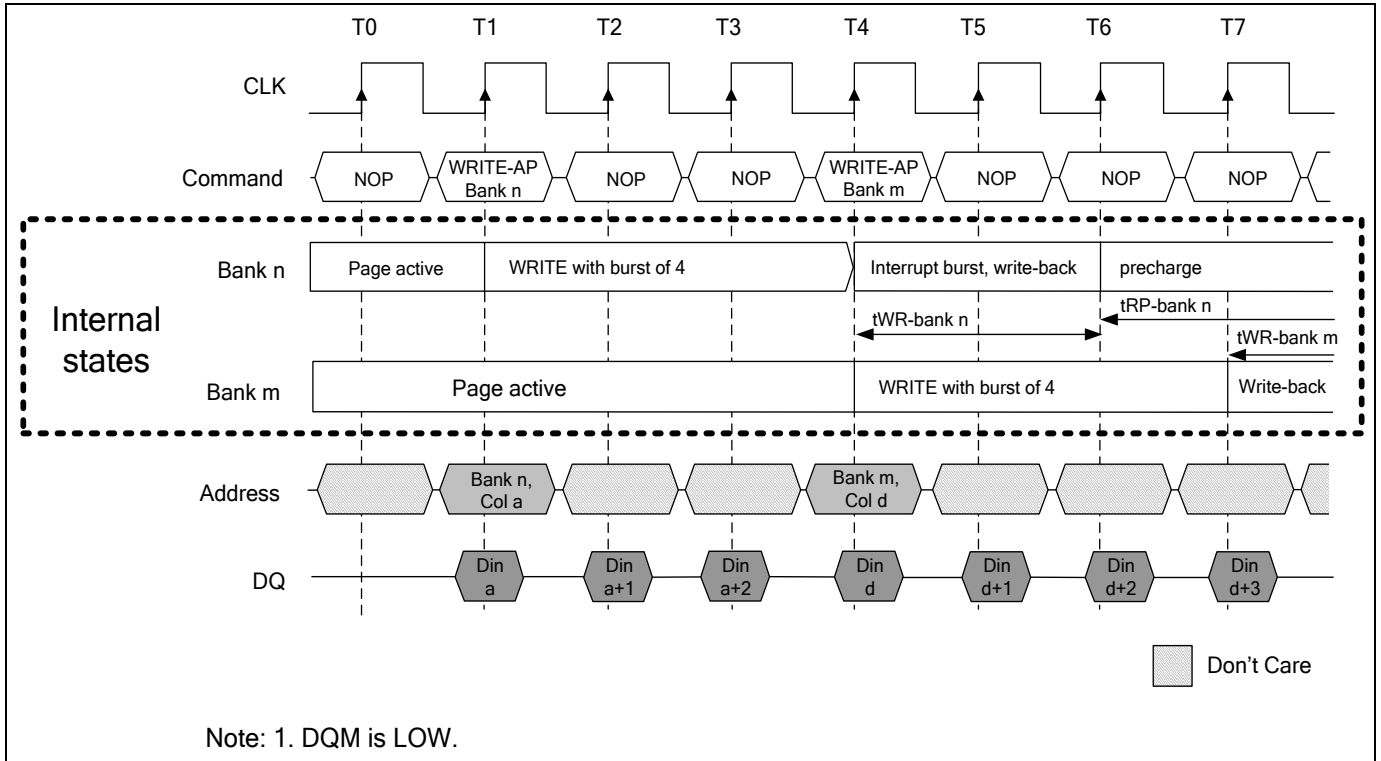 T0 T1 T2 T3 T4 T5 T6 T7
CLK
Command
NOP
WRITE-AP
Bank n
NOP
NOP
WRITE-AP
Bank m
NOP
NOP
NOP
Internal
states
Bank n
Page active
WRITE with burst of 4
Interrupt burst, write-back
precharge
tRP-bank n
tWR-bank n
tWR-bank m
Bank m
Page active
WRITE with burst of 4
Write-back
Address
Bank n,
Col a
Bank m,
Col d
DQ
Din
a
Din
a+1
Din
a+2
Din
d
Din
d+1
Din
d+2
Din
d+3
Don't Care
Note: 1. DQM is LOW.